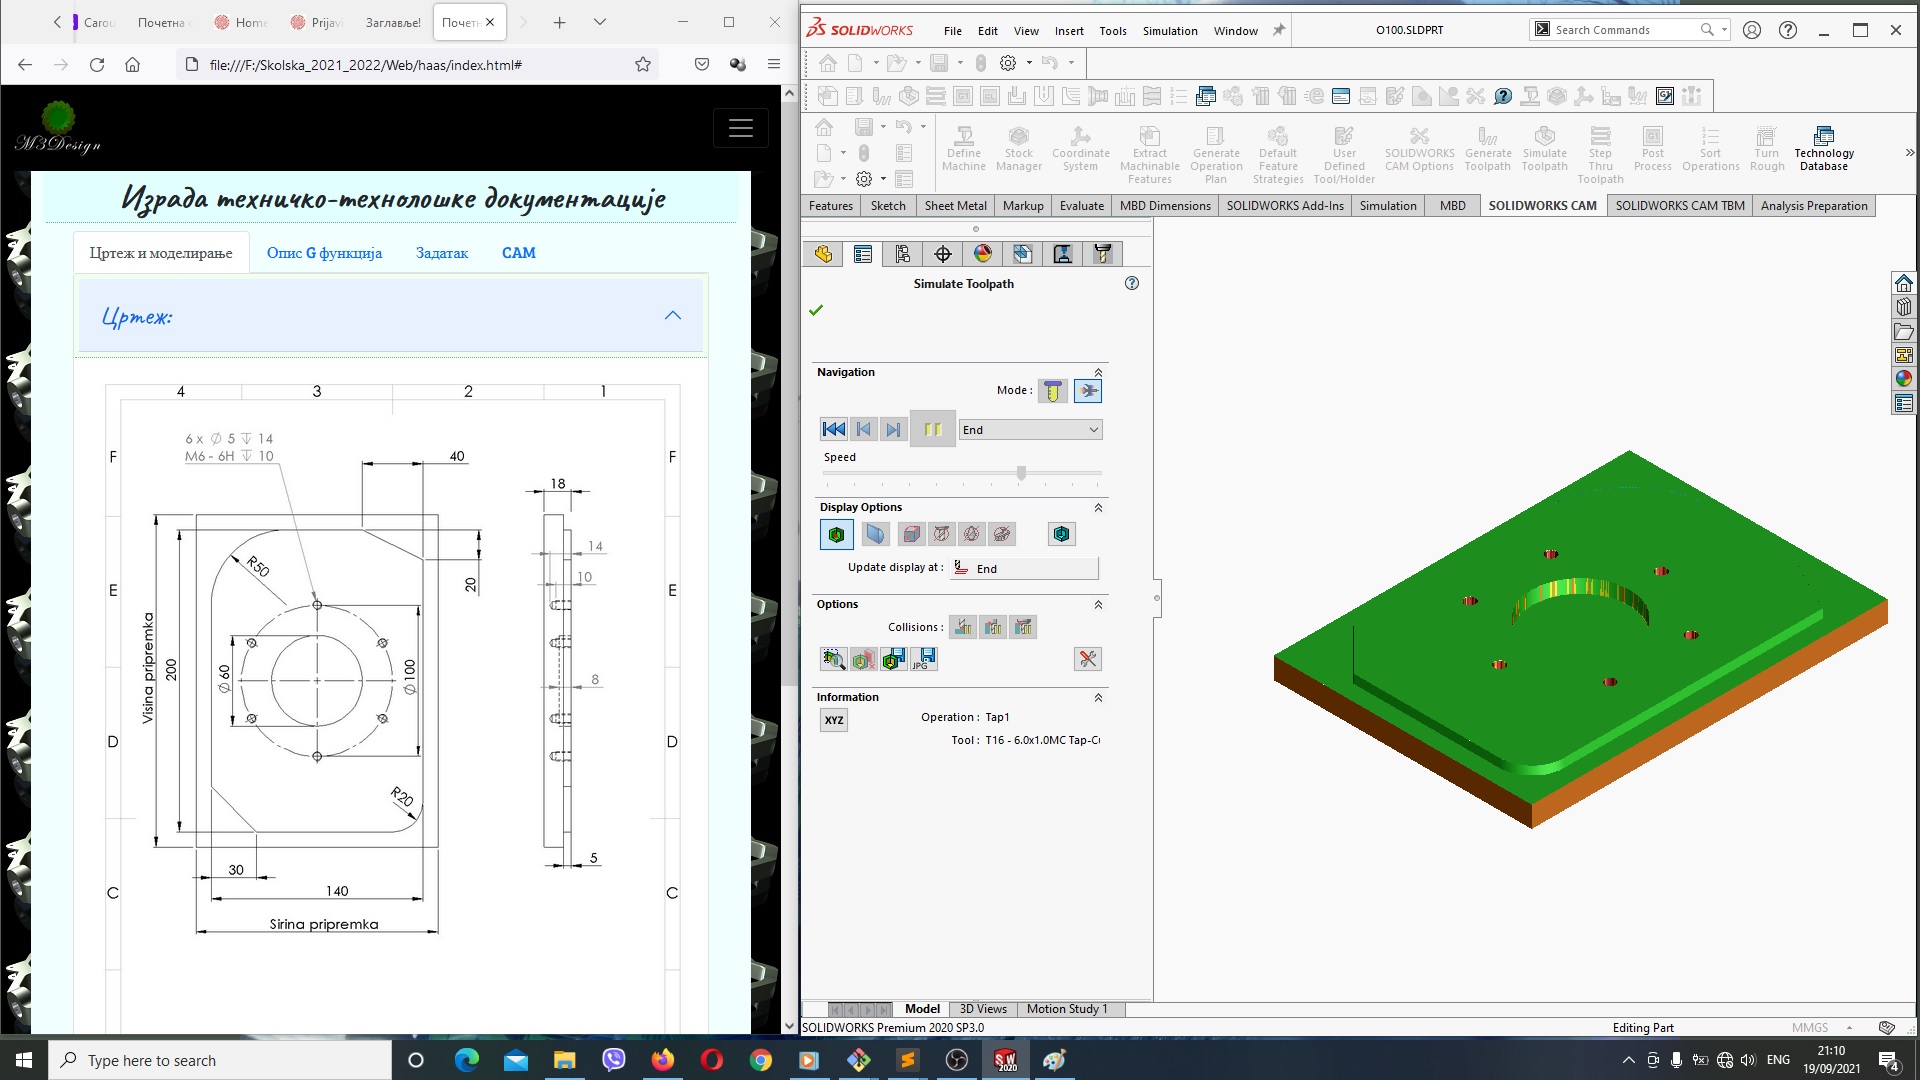 Carou
Почетна с
Home
Prijavi
Заглавље!
Почетн
file:///F:/Skolska_2021_2022/Web/haas/index.html#
M3Design
Израда техничко-технолошке документације
Цртеж и моделирање
Опис G функција
Задатак
CAM
Цртеж:
4
3
2
1
6 x Ø 5 ↧ 14
M6 - 6H ↧ 10
F
F
40
18
14
R50
10
20
E
E
Visina pripremka
200
Ø 60
Ø 100
8
D
D
R20
5
30
140
C
C
Sirina pripremka
SOLIDWORKS
File
Edit
View
Insert
Tools
Simulation
Window
O100.SLDPRT
Search Commands
Define Machine
Stock Manager
Coordinate System
Extract Machinable Features
Generate Operation Plan
Default Feature Strategies
User Defined Tool/Holder
SOLIDWORKS CAM Options
Generate Toolpath
Simulate Toolpath
Step Thru Toolpath
Post Process
Sort Operations
Turn Rough
Technology Database
Features
Sketch
Sheet Metal
Markup
Evaluate
MBD Dimensions
SOLIDWORKS Add-Ins
Simulation
MBD
SOLIDWORKS CAM
SOLIDWORKS CAM TBM
Analysis Preparation
Simulate Toolpath
Navigation
Mode :
End
Speed
Display Options
Update display at :
End
Options
Collisions :
JPG
Information
XYZ
Operation : Tap1
Tool : T16 - 6.0x1.0MC Tap-Co
Model
3D Views
Motion Study 1
SOLIDWORKS Premium 2020 SP3.0
Editing Part
MMGS
Type here to search
SW 2020
ENG
21:10
19/09/2021
4